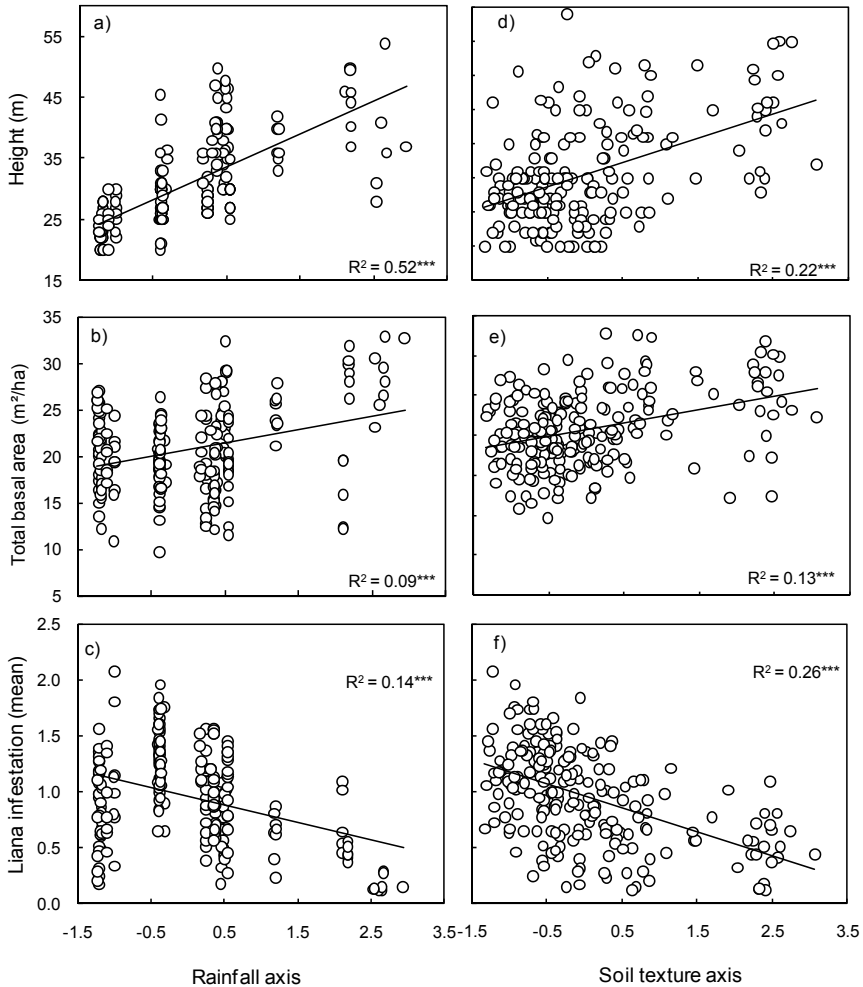 a)
d)
55
45
35
25
15
Height (m)
R² = 0.52***
R² = 0.22***
b)
e)
35
30
25
20
15
10
5
Total basal area (m²/ha)
R² = 0.09***
R² = 0.13***
c)
f)
2.5
2.0
1.5
1.0
0.5
0.0
Liana infestation (mean)
R² = 0.14***
R² = 0.26***
-1.5 -0.5 0.5 1.5 2.5 3.5
-1.5 -0.5 0.5 1.5 2.5 3.5
Rainfall axis
Soil texture axis